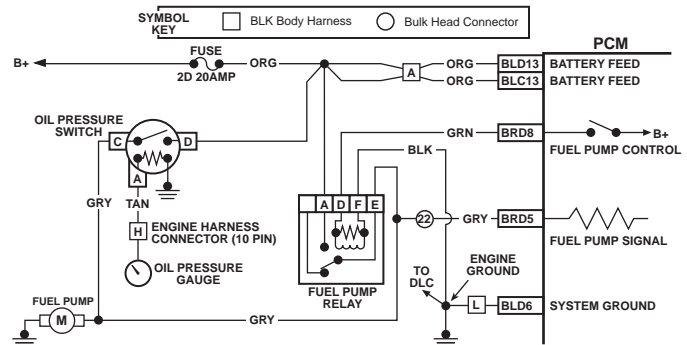 SYMBOL KEY
BLK Body Harness
Bulk Head Connector
PCM
B+
FUSE
2D 20AMP
ORG
A
ORG
BLD13
BATTERY FEED
ORG
BLC13
BATTERY FEED
OIL PRESSURE
SWITCH
C
D
A
GRN
BRD8
B+
FUEL PUMP CONTROL
BLK
GRY
TAN
H
ENGINE HARNESS
CONNECTOR (10 PIN)
OIL PRESSURE
GAUGE
A
D
F
E
FUEL PUMP
RELAY
22
GRY
BRD5
FUEL PUMP SIGNAL
TO
DLC
ENGINE
GROUND
L
BLD6
SYSTEM GROUND
FUEL PUMP
M
GRY